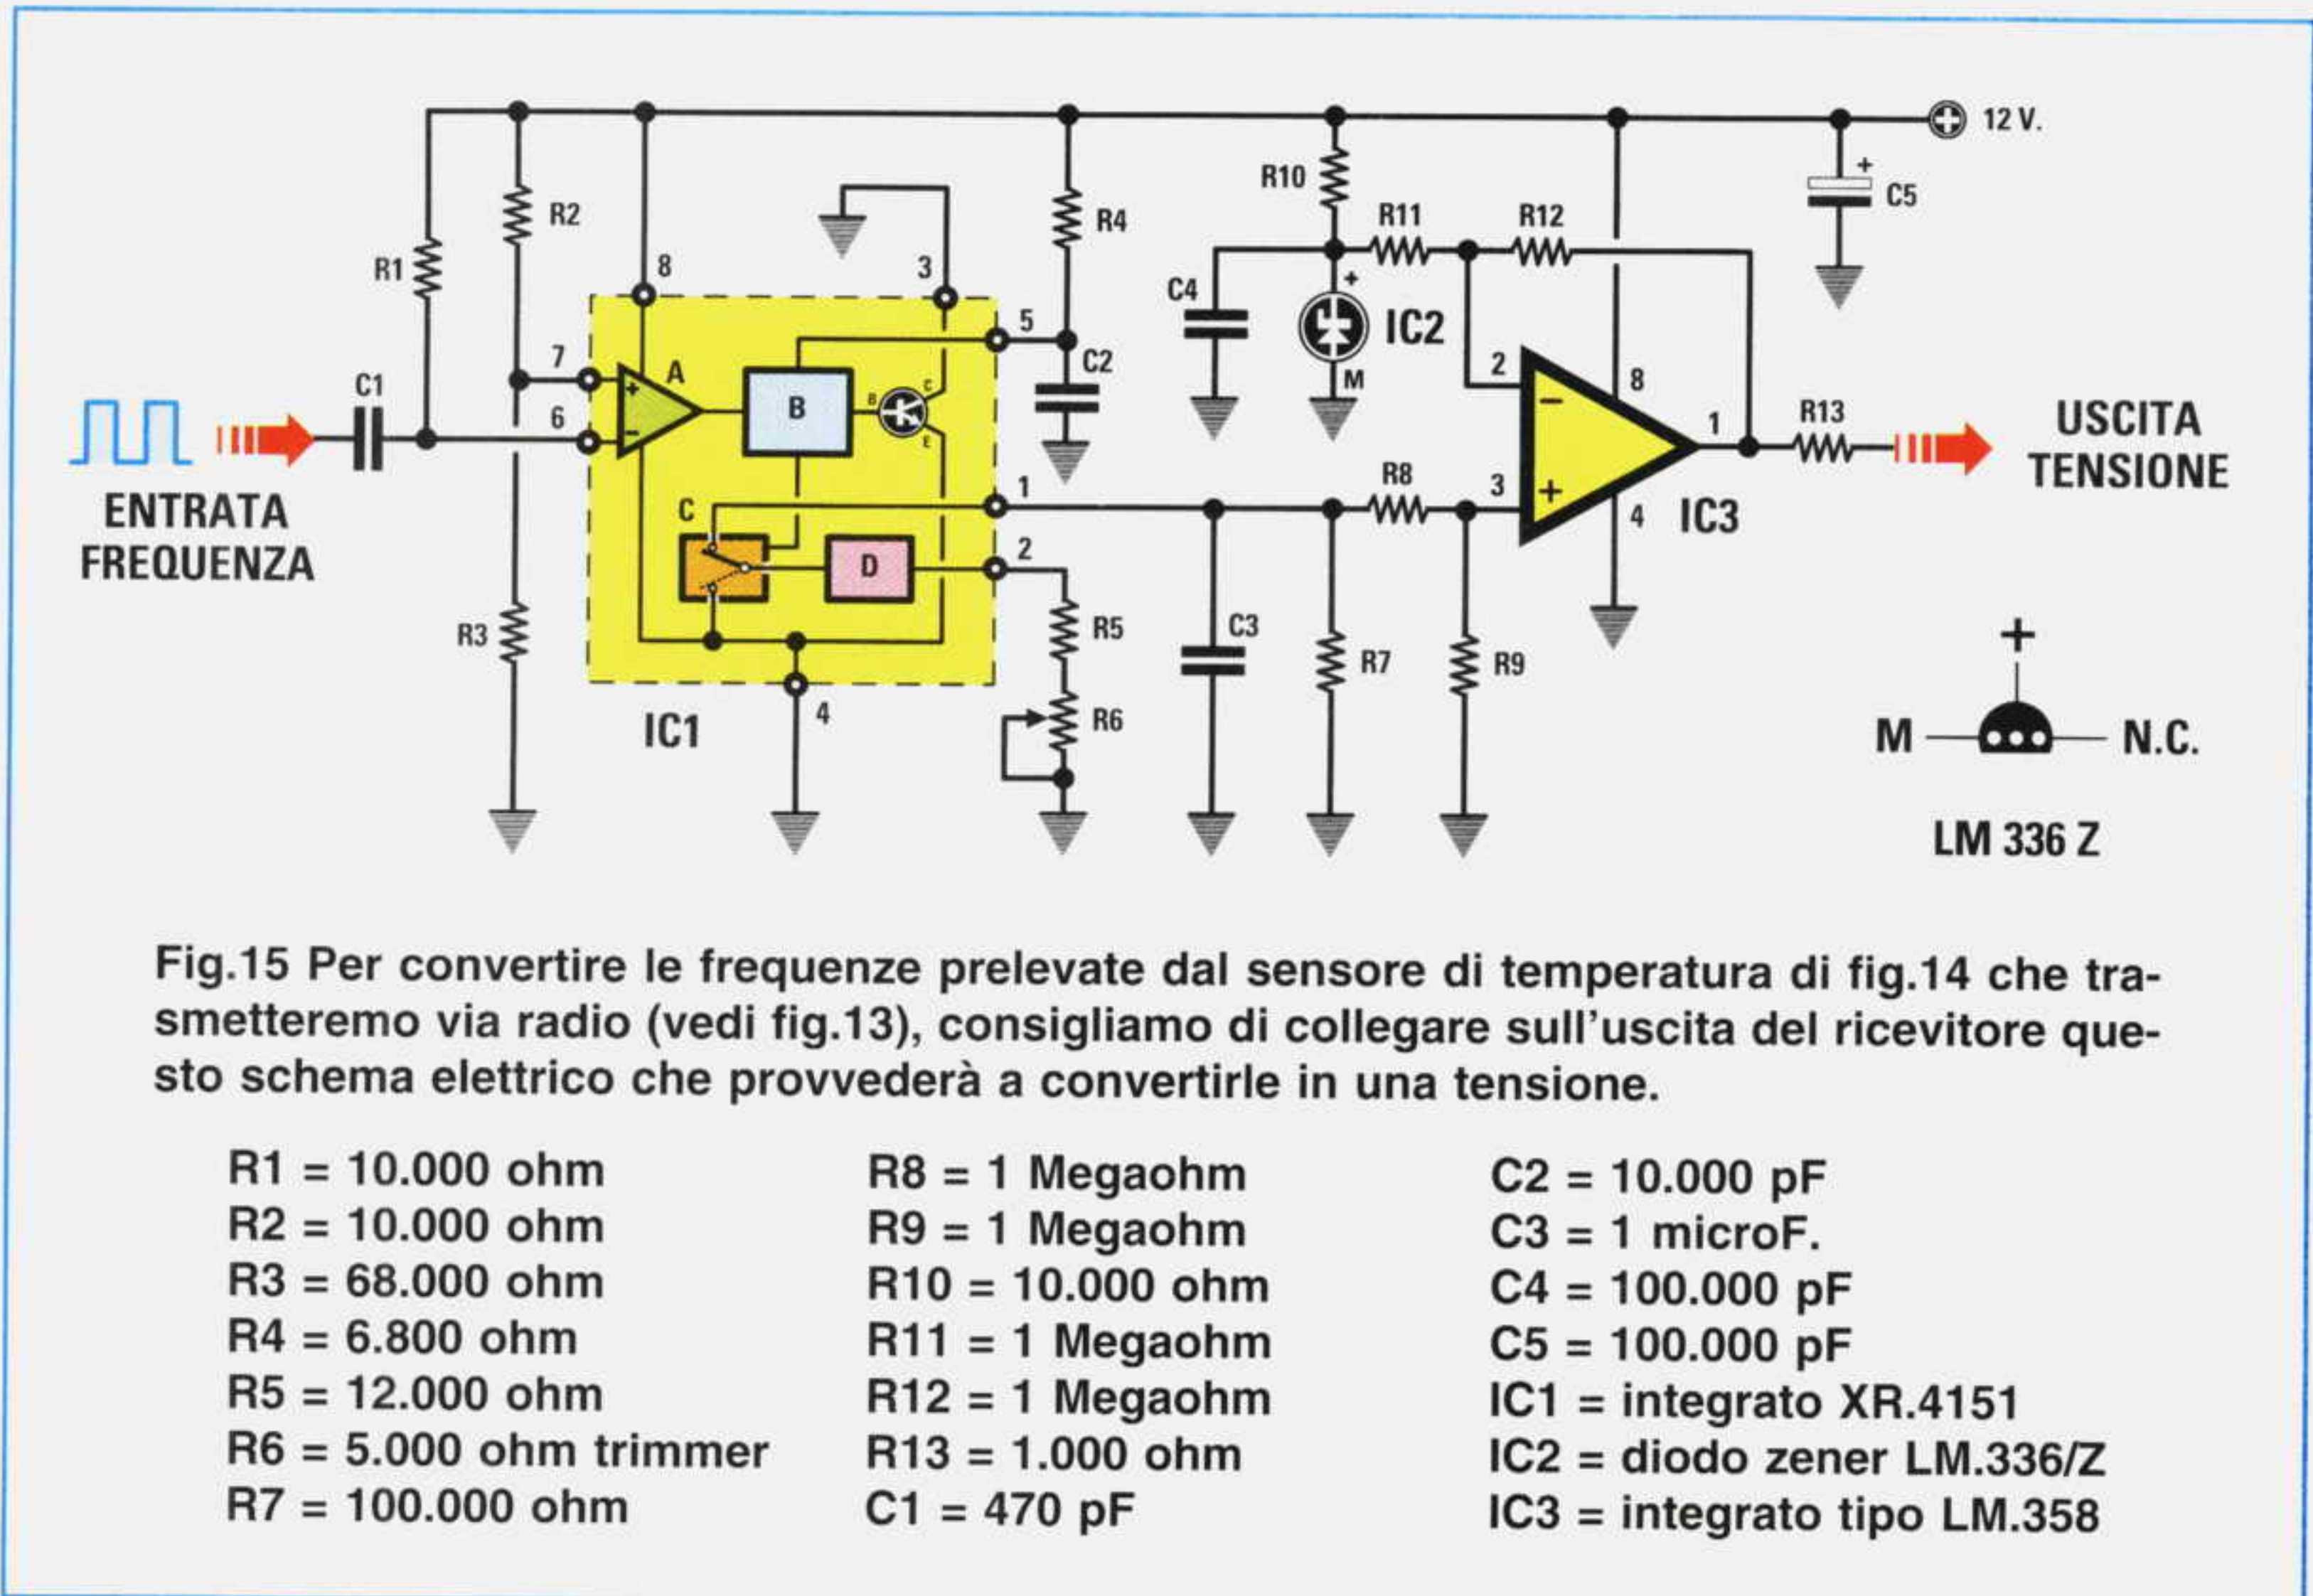 12 V.
R10
R11
R12
+
C5
R2
R4
R1
8
3
C4
+
5
IC2
7
A
C2
2
8
C1
B
B
C
M
R13
USCITA
TENSIONE
6
+
-
E
-
1
1
R8
3
+
4
IC3
ENTRATA
FREQUENZA
C
2
D
R3
R5
C3
R7
R9
+
IC1
4
R6
M
N.C.
LM 336 Z
Fig.15 Per convertire le frequenze prelevate dal sensore di temperatura di fig.14 che tra-
smetteremo via radio (vedi fig.13), consigliamo di collegare sull'uscita del ricevitore que-
sto schema elettrico che provvederà a convertirle in una tensione.
R1 = 10.000 ohm
R2 = 10.000 ohm
R3 = 68.000 ohm
R4 = 6.800 ohm
R5 = 12.000 ohm
R6 = 5.000 ohm trimmer
R7 = 100.000 ohm
R8 = 1 Megaohm
R9 = 1 Megaohm
R10 = 10.000 ohm
R11 = 1 Megaohm
R12 = 1 Megaohm
R13 = 1.000 ohm
C1 = 470 pF
C2 = 10.000 pF
C3 = 1 microF.
C4 = 100.000 pF
C5 = 100.000 pF
IC1 = integrato XR.4151
IC2 = diodo zener LM.336/Z
IC3 = integrato tipo LM.358